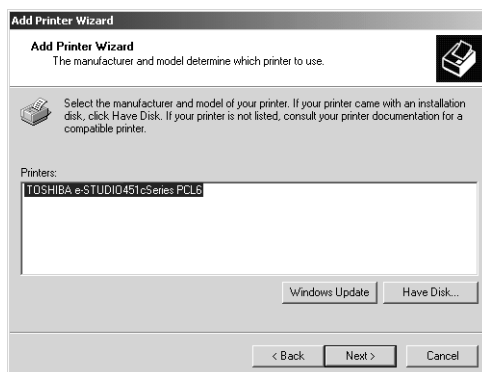 Add Printer Wizard
Add Printer Wizard
The manufacturer and model determine which printer to use.
Select the manufacturer and model of your printer. If your printer came with an installation
disk, click Have Disk. If your printer is not listed, consult your printer documentation for a
compatible printer.
Printers:
TOSHIBA e-STUDIO451cSeries PCL6
Windows Update
Have Disk...
< Back
Next >
Cancel